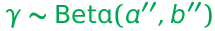 γ ~ Beta(a′′, b′′)